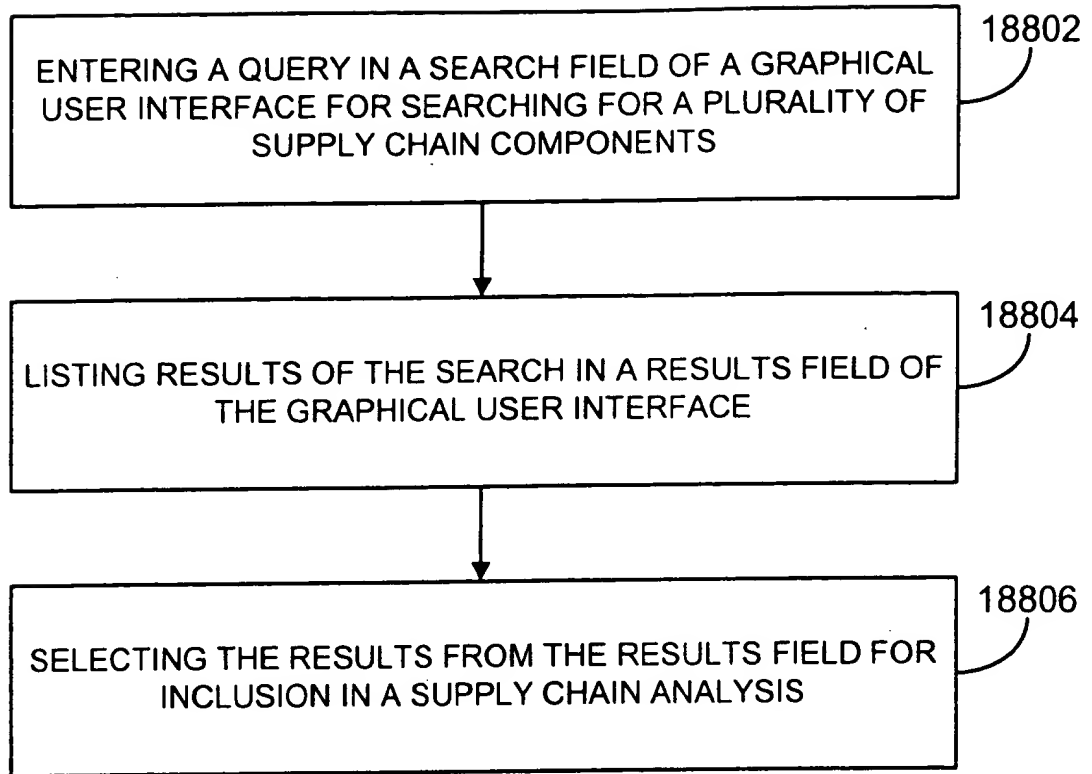 18802
ENTERING A QUERY IN A SEARCH FIELD OF A GRAPHICAL
USER INTERFACE FOR SEARCHING FOR A PLURALITY OF
SUPPLY CHAIN COMPONENTS
18804
LISTING RESULTS OF THE SEARCH IN A RESULTS FIELD OF
THE GRAPHICAL USER INTERFACE
18806
SELECTING THE RESULTS FROM THE RESULTS FIELD FOR
INCLUSION IN A SUPPLY CHAIN ANALYSIS